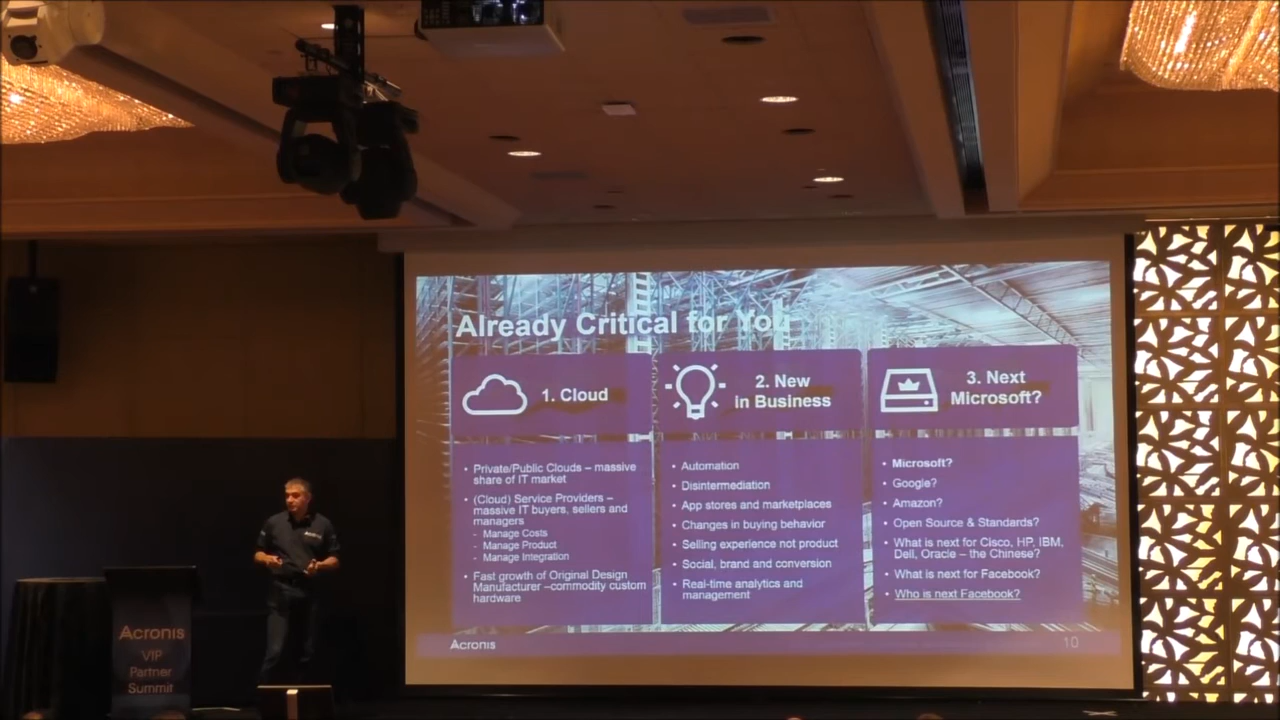 Already Critical for You
1. Cloud
• Private/Public Clouds – massive
share of IT market
• (Cloud) Service Providers –
massive IT buyers, sellers and
managers
- Manage Costs
- Manage Product
- Manage Integration
• Fast growth of Original Design
Manufacturer –commodity custom
hardware
2. New
in Business
• Automation
• Disintermediation
• App stores and marketplaces
• Changes in buying behavior
• Selling experience not product
• Social, brand and conversion
• Real-time analytics and
management
3. Next
Microsoft?
• Microsoft?
• Google?
• Amazon?
• Open Source & Standards?
• What is next for Cisco, HP, IBM,
Dell, Oracle – the Chinese?
• What is next for Facebook?
• Who is next Facebook?
Acronis
10
Acronis
VIP
Partner
Summit